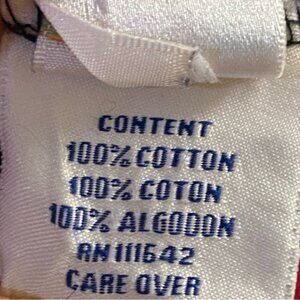 CONTENT
100% COTTON
100% COTON
100% ALGODON
RN 111642
CARE OVER